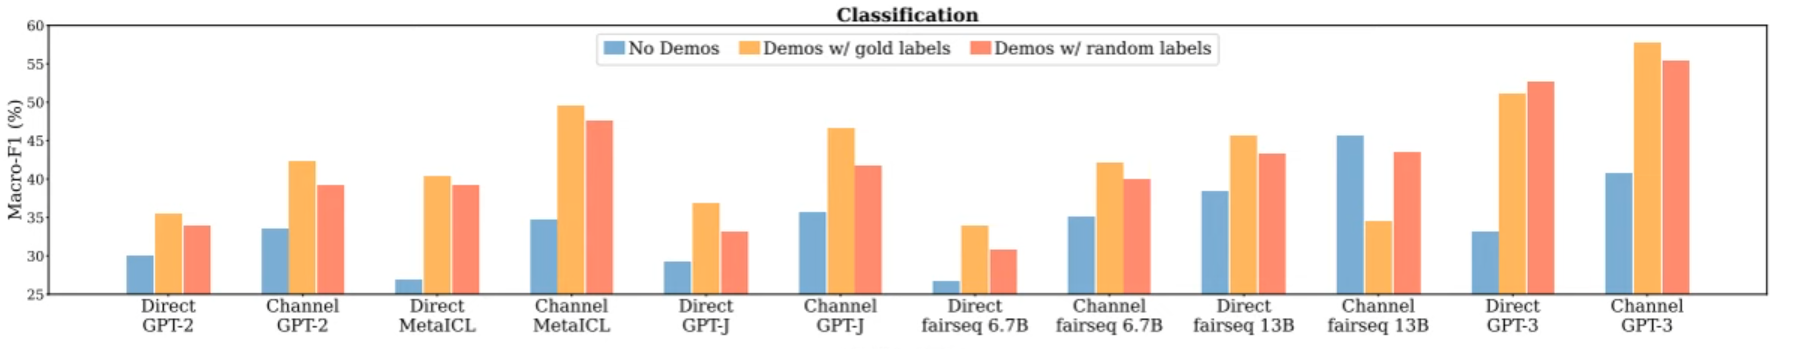 Classification
No Demos Demos w/ gold labels Demos w/ random labels
Macro-F1 (%)
60
55
50
45
40
35
30
25
Direct GPT-2
Channel GPT-2
Direct MetaICL
Channel MetaICL
Direct GPT-J
Channel GPT-J
Direct fairseq 6.7B
Channel fairseq 6.7B
Direct fairseq 13B
Channel fairseq 13B
Direct GPT-3
Channel GPT-3